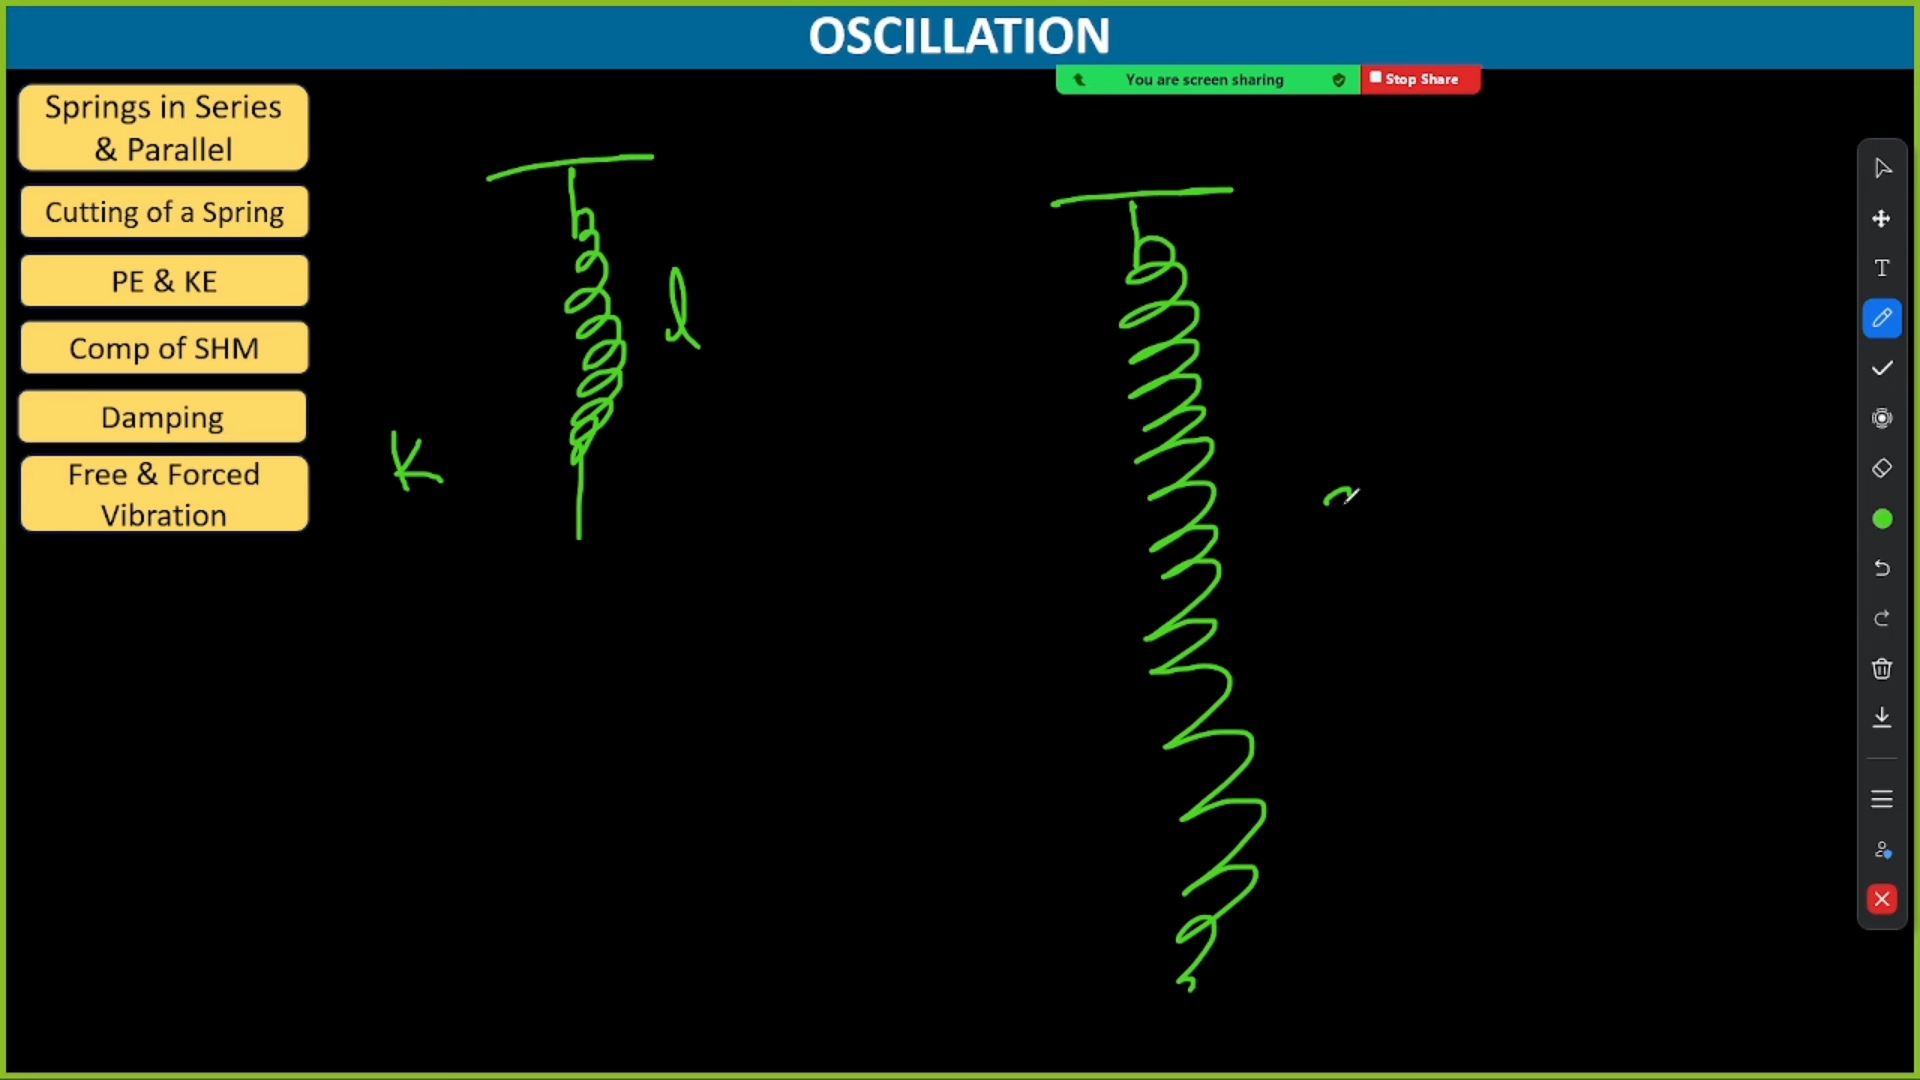 OSCILLATION
You are screen sharing
Stop Share
Springs in Series
& Parallel
Cutting of a Spring
PE & KE
Comp of SHM
Damping
Free & Forced
Vibration
K
l
T